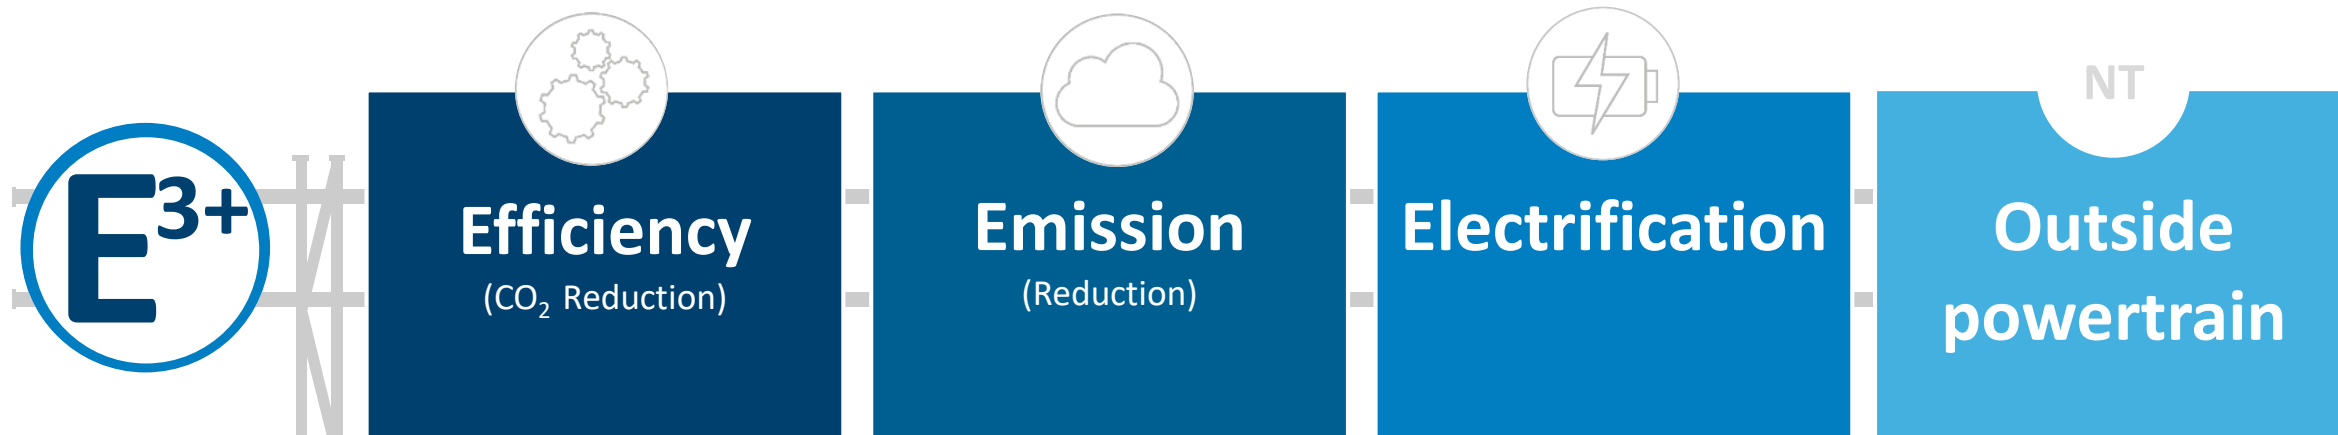 E3+
Efficiency
(CO₂ Reduction)
Emission
(Reduction)
Electrification
NT
Outside
powertrain